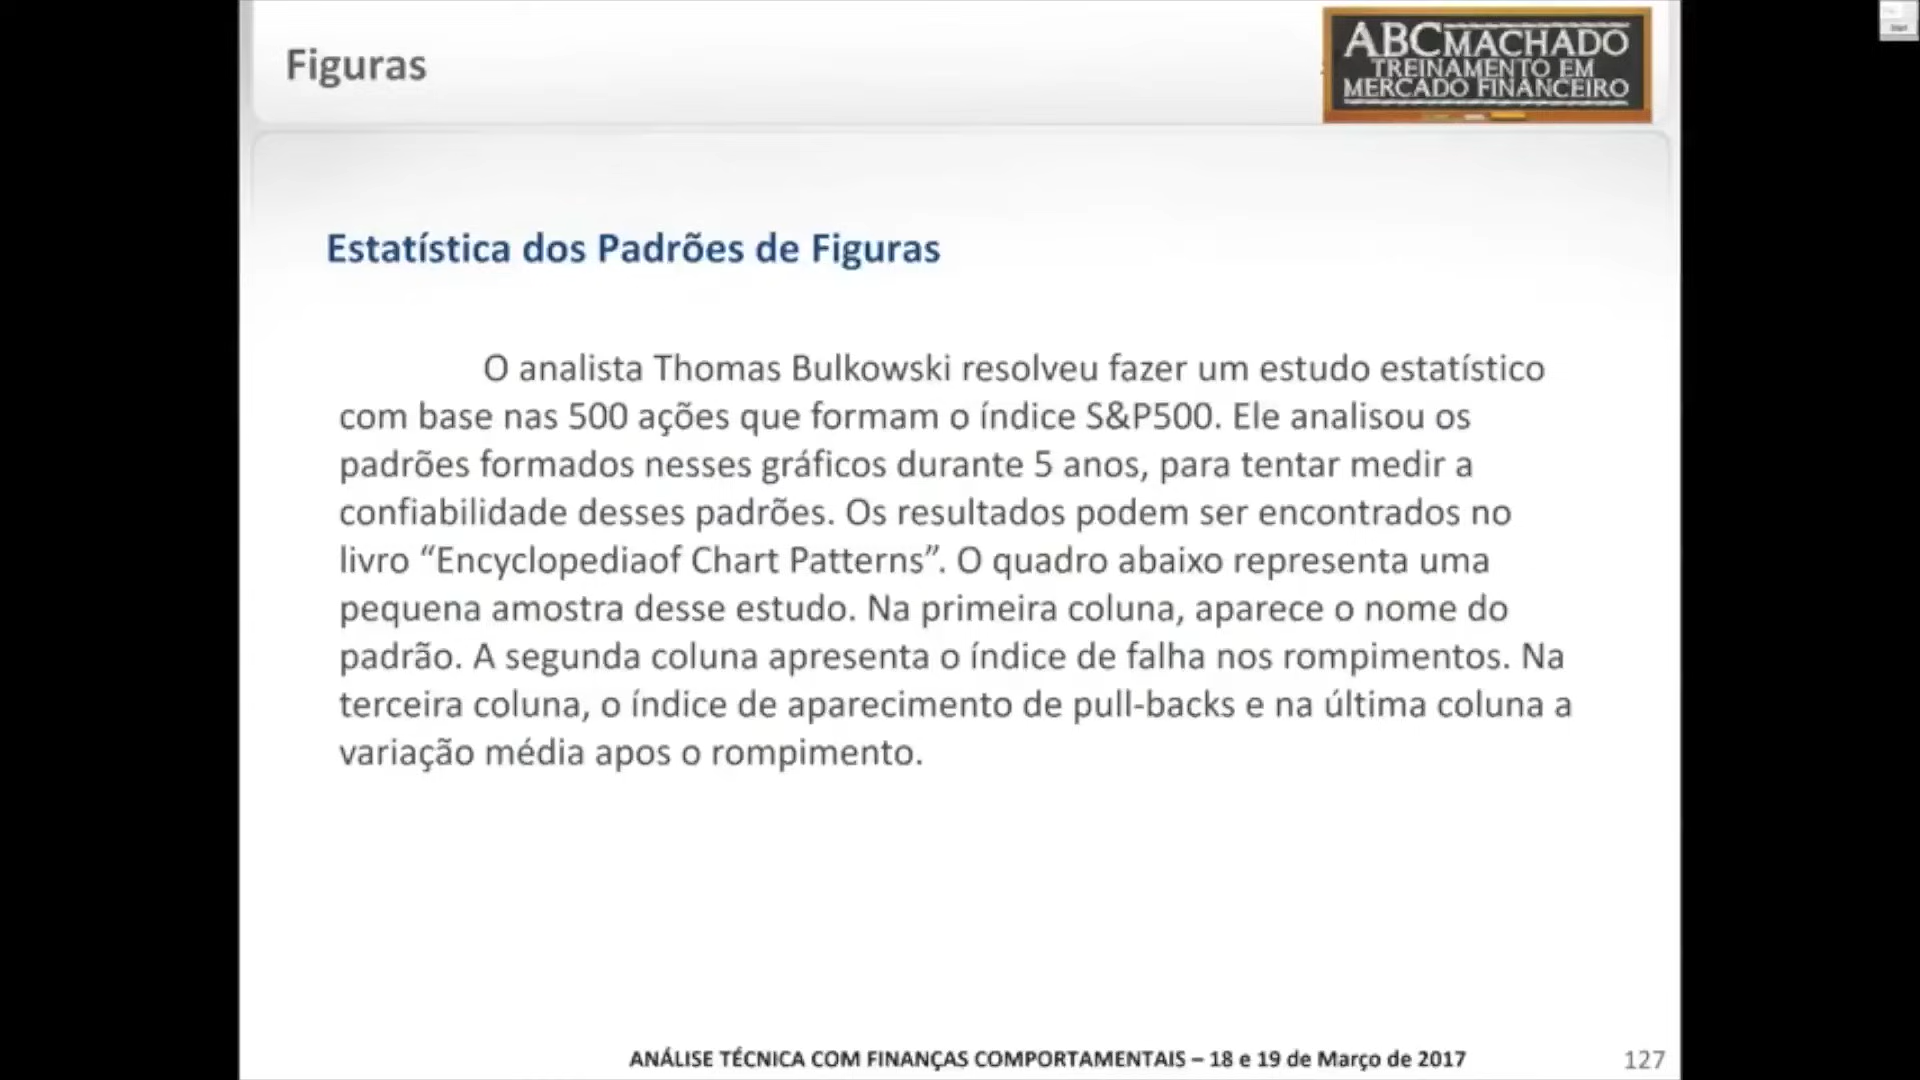 Figuras
ABCMACHADO
TREINAMENTO EM
MERCADO FINANCEIRO
Estatística dos Padrões de Figuras
O analista Thomas Bulkowski resolveu fazer um estudo estatístico
com base nas 500 ações que formam o índice S&P500. Ele analisou os
padrões formados nesses gráficos durante 5 anos, para tentar medir a
confiabilidade desses padrões. Os resultados podem ser encontrados no
livro “Encyclopediaof Chart Patterns”. O quadro abaixo representa uma
pequena amostra desse estudo. Na primeira coluna, aparece o nome do
padrão. A segunda coluna apresenta o índice de falha nos rompimentos. Na
terceira coluna, o índice de aparecimento de pull-backs e na última coluna a
variação média apos o rompimento.
ANÁLISE TÉCNICA COM FINANÇAS COMPORTAMENTAIS – 18 e 19 de Março de 2017
127